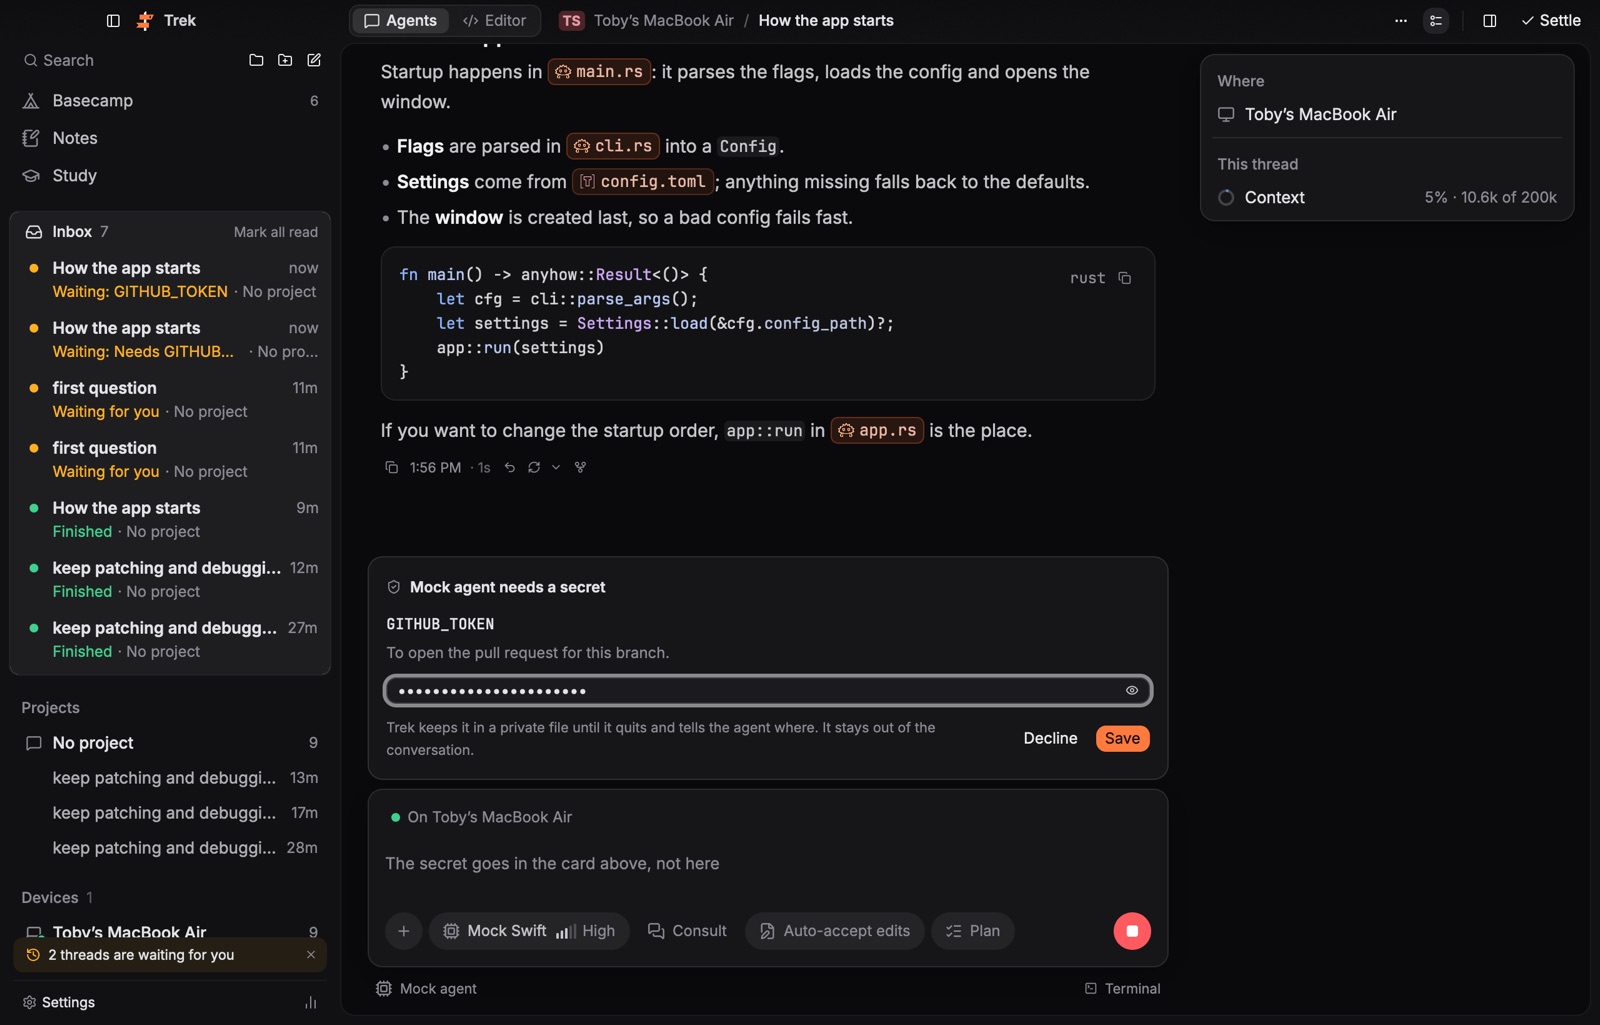 Trek
Agents
Editor
TS
Toby’s MacBook Air / How the app starts
Settle
Search
Basecamp 6
Notes
Study
Inbox 7 Mark all read
How the app starts now
Waiting: GITHUB_TOKEN · No project
How the app starts now
Waiting: Needs GITHUB... · No pro...
first question 11m
Waiting for you · No project
first question 11m
Waiting for you · No project
How the app starts 9m
Finished · No project
keep patching and debuggi... 12m
Finished · No project
keep patching and debugg... 27m
Finished · No project
Projects
No project 9
keep patching and debuggi... 13m
keep patching and debuggi... 17m
keep patching and debuggi... 28m
Devices 1
Toby’s MacBook Air 9
2 threads are waiting for you
Settings
Startup happens in main.rs: it parses the flags, loads the config and opens the
window.
• Flags are parsed in cli.rs into a Config.
• Settings come from config.toml; anything missing falls back to the defaults.
• The window is created last, so a bad config fails fast.
rust
fn main() -> anyhow::Result<()> {
    let cfg = cli::parse_args();
    let settings = Settings::load(&cfg.config_path)?;
    app::run(settings)
}
If you want to change the startup order, app::run in app.rs is the place.
1:56 PM · 1s
Mock agent needs a secret
GITHUB_TOKEN
To open the pull request for this branch.
••••••••••••••••••••••
Trek keeps it in a private file until it quits and tells the agent where. It stays out of the
conversation.
Decline
Save
On Toby’s MacBook Air
The secret goes in the card above, not here
Mock Swift High
Consult
Auto-accept edits
Plan
Mock agent
Terminal
Where
Toby’s MacBook Air
This thread
Context 5% · 10.6k of 200k